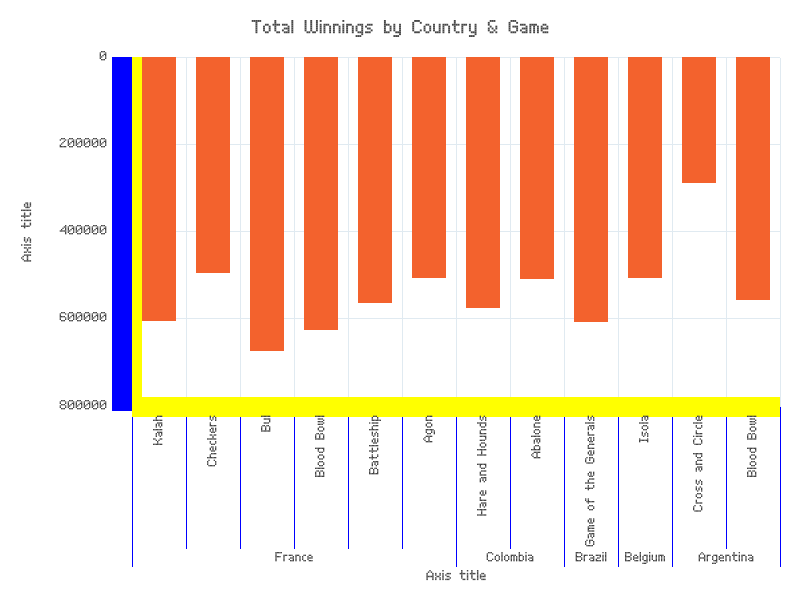 Total Winnings by Country & Game
0
200000
400000
600000
800000
Axis title
Kalah
Checkers
Bul
Blood Bowl
Battleship
Agon
Hare and Hounds
Abalone
Game of the Generals
Isola
Cross and Circle
Blood Bowl
France
Colombia
Brazil
Belgium
Argentina
Axis title